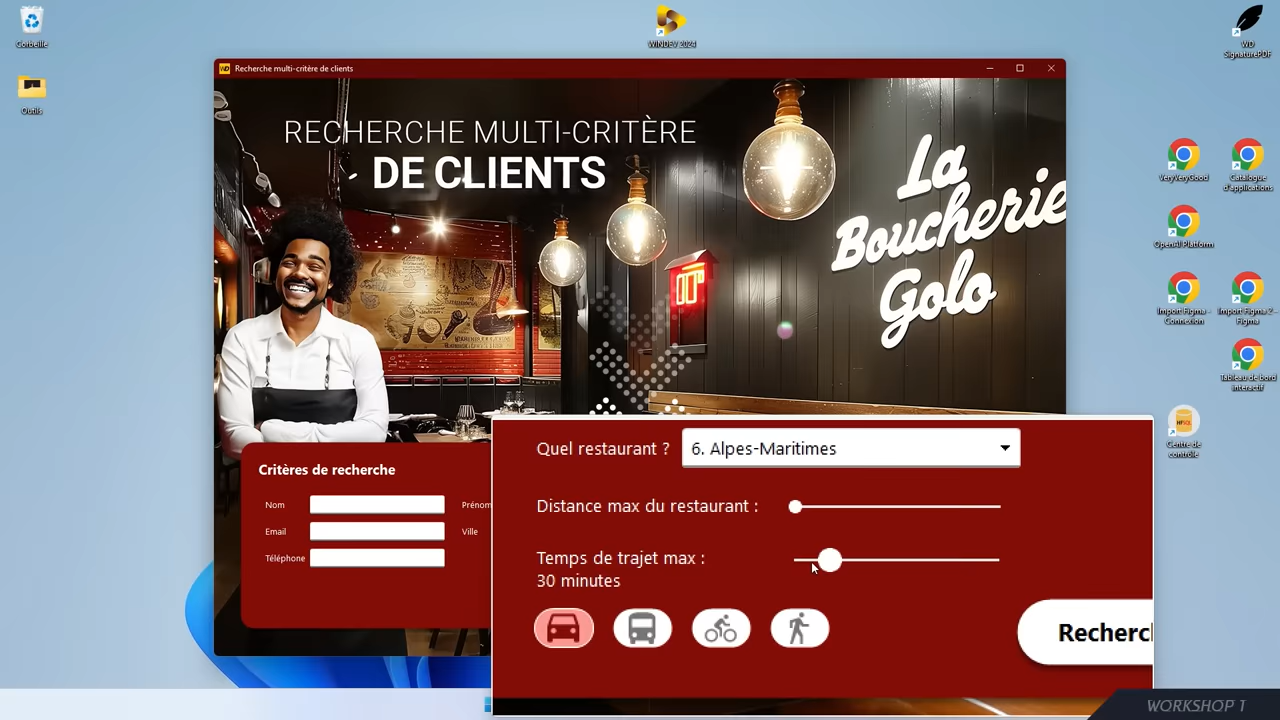 Corbeille
Outils
WINDEV 2024
WD
SignaturePDF
Recherche multi-critère de clients
RECHERCHE MULTI-CRITÈRE
DE CLIENTS
La
Boucherie
Golo
VeryVeryGood
Catalogue
d'applications
OpenAI Platform
Import Figma -
Connexion
Import Figma 2 -
Figma
Tableau de bord
interactif
HFSQL
Centre de
contrôle
Critères de recherche
Nom
Prénom
Email
Ville
Téléphone
Quel restaurant ?
6. Alpes-Maritimes
Distance max du restaurant :
Temps de trajet max :
30 minutes
Recherc
WORKSHOP 1